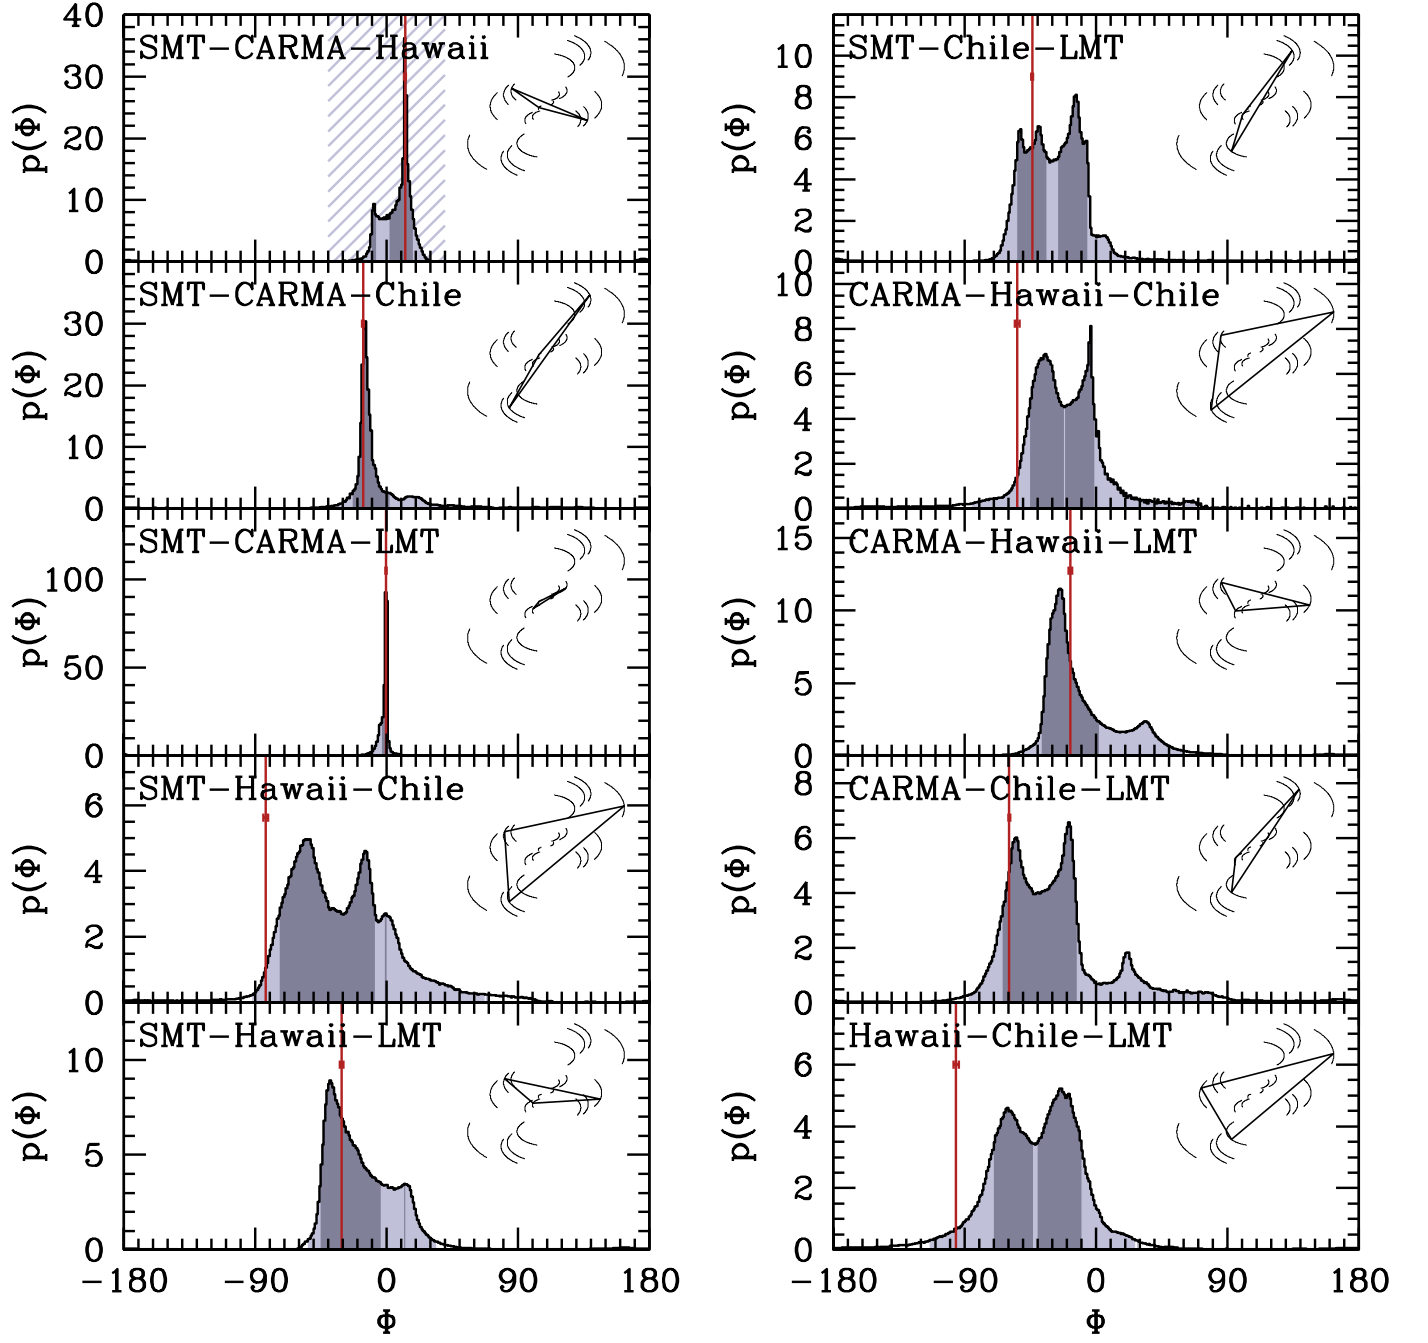 40 SMT-CARMA-Hawaii
30
p(Φ)
20
10
0
SMT-CARMA-Chile
30
p(Φ)
20
10
0
SMT-CARMA-LMT
100
p(Φ)
50
0
SMT-Hawaii-Chile
6
p(Φ)
4
2
0
SMT-Hawaii-LMT
10
p(Φ)
5
0
-180 -90 0 90 180
Φ
SMT-Chile-LMT
10
8
p(Φ)
6
4
2
0
CARMA-Hawaii-Chile
10
8
p(Φ)
6
4
2
0
CARMA-Hawaii-LMT
15
p(Φ)
10
5
0
CARMA-Chile-LMT
8
6
p(Φ)
4
2
0
Hawaii-Chile-LMT
6
p(Φ)
4
2
0
-180 -90 0 90 180
Φ